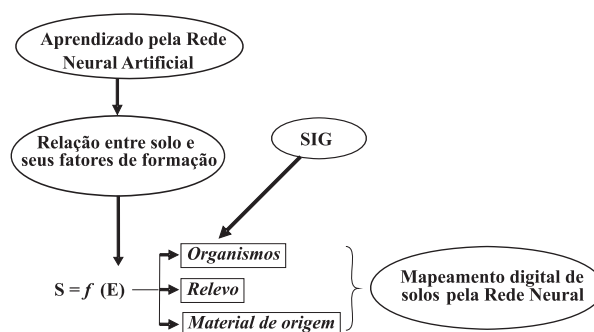 Aprendizado pela Rede
Neural Artificial
Relação entre solo e
seus fatores de formação
SIG
Organismos
S = f (E)
Relevo
Material de origem
Mapeamento digital de
solos pela Rede Neural